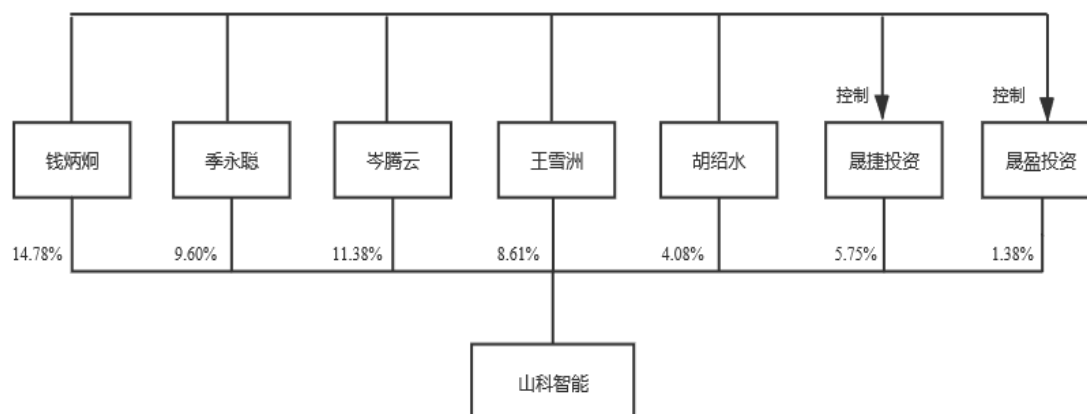 控制 控制
钱炳炯 季永聪 岑腾云 王雪洲 胡绍水 晟捷投资 晟盈投资
14.78% 9.60% 11.38% 8.61% 4.08% 5.75% 1.38%
山科智能